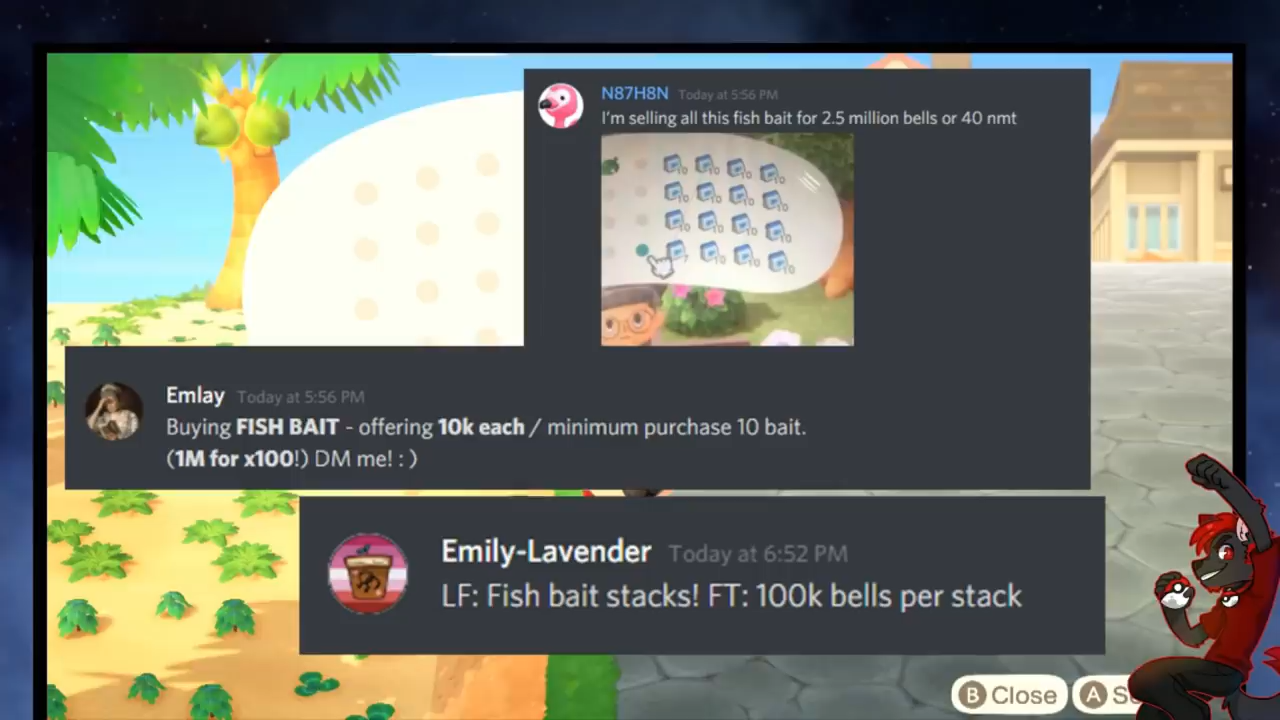 N87H8N Today at 5:56 PM
I'm selling all this fish bait for 2.5 million bells or 40 nmt
Emlay Today at 5:56 PM
Buying FISH BAIT - offering 10k each / minimum purchase 10 bait.
(1M for x100!) DM me! : )
Emily-Lavender Today at 6:52 PM
LF: Fish bait stacks! FT: 100k bells per stack
B Close A